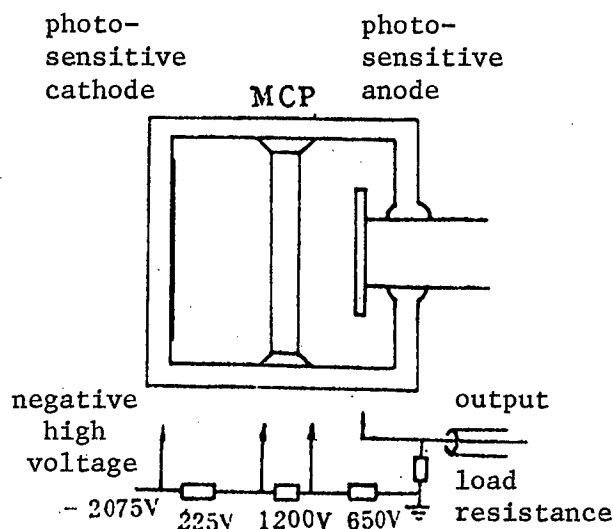 photo-
sensitive
cathode
photo-
sensitive
anode
MCP
negative
high
voltage
output
load
resistance
- 2075V
225V
1200V
650V